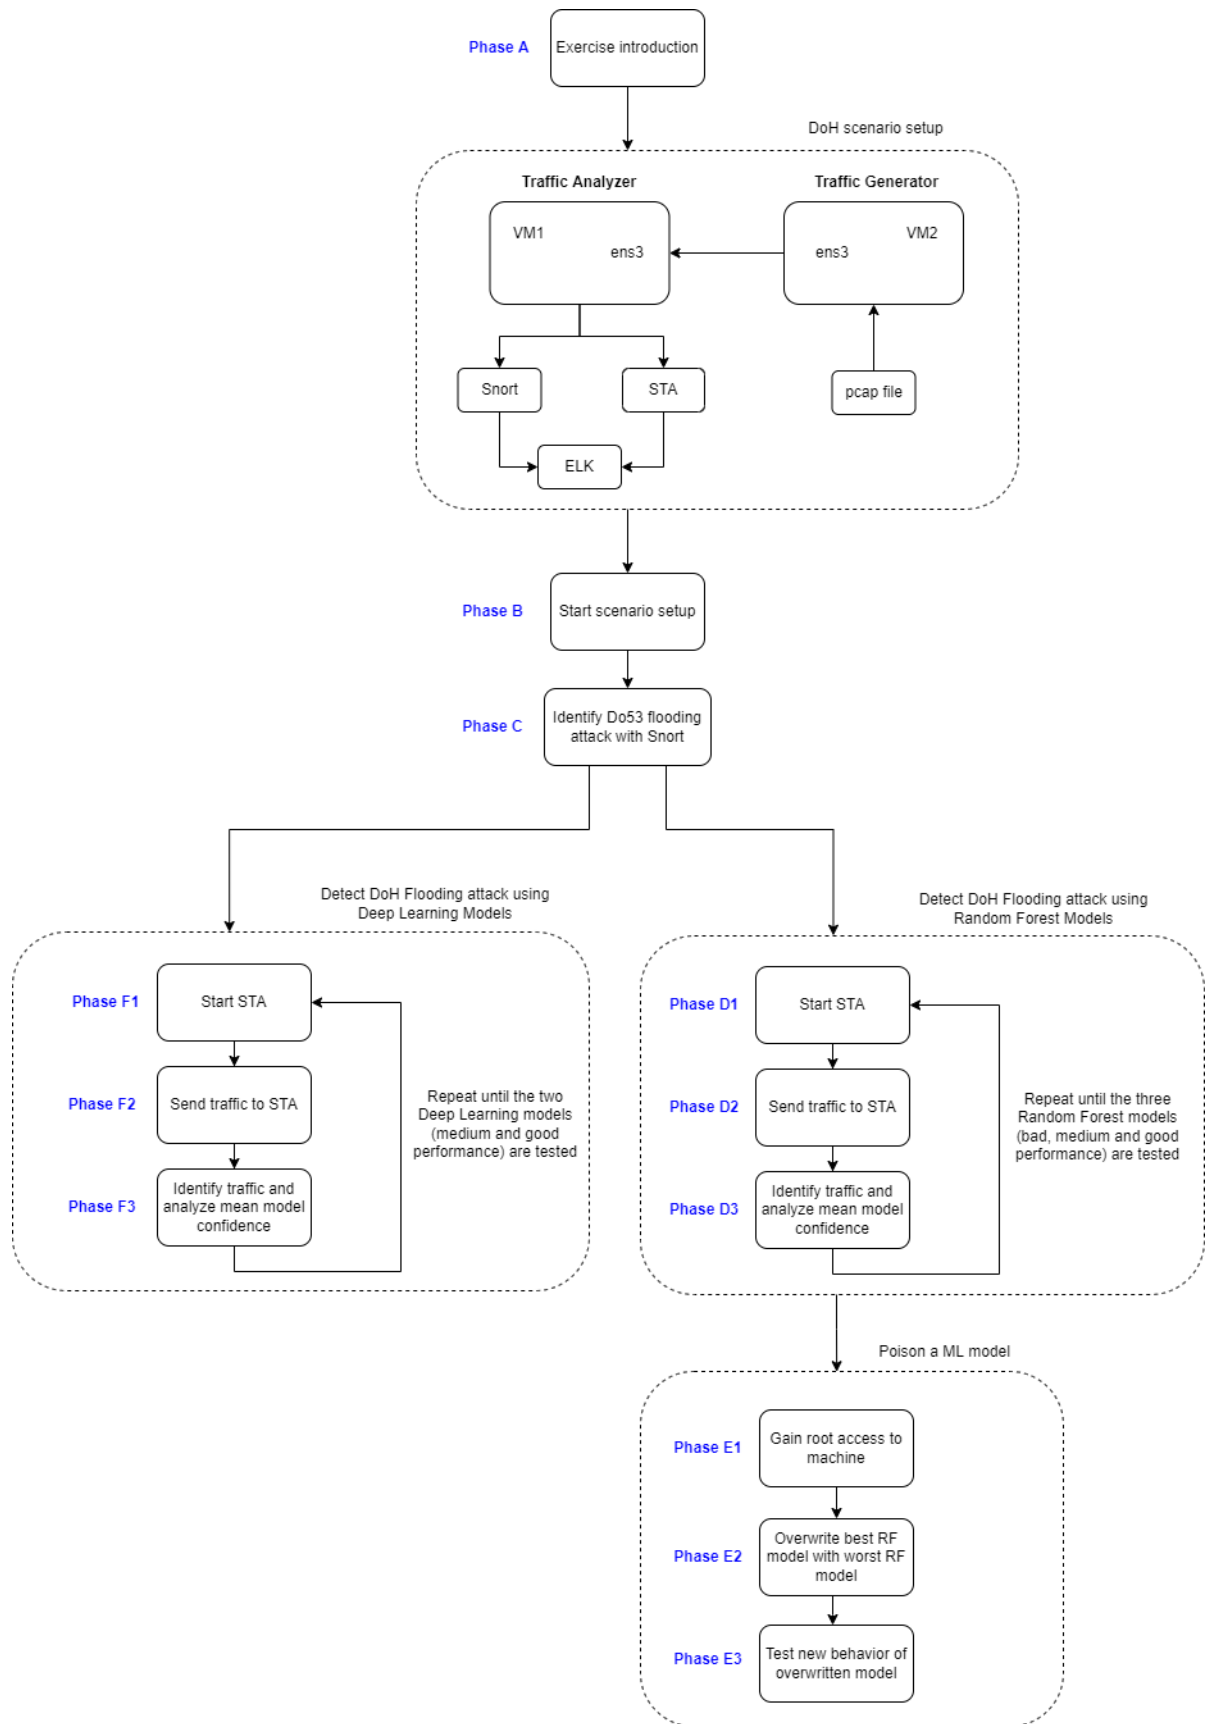 Phase A
Exercise introduction
DoH scenario setup
Traffic Analyzer
Traffic Generator
VM1
ens3
ens3
VM2
Snort
STA
pcap file
ELK
Phase B
Start scenario setup
Phase C
Identify Do53 flooding
attack with Snort
Detect DoH Flooding attack using
Deep Learning Models
Phase F1
Start STA
Phase F2
Send traffic to STA
Phase F3
Identify traffic and
analyze mean model
confidence
Repeat until the two
Deep Learning models
(medium and good
performance) are tested
Detect DoH Flooding attack using
Random Forest Models
Phase D1
Start STA
Phase D2
Send traffic to STA
Phase D3
Identify traffic and
analyze mean model
confidence
Repeat until the three
Random Forest models
(bad, medium and good
performance) are tested
Poison a ML model
Phase E1
Gain root access to
machine
Phase E2
Overwrite best RF
model with worst RF
model
Phase E3
Test new behavior of
overwritten model